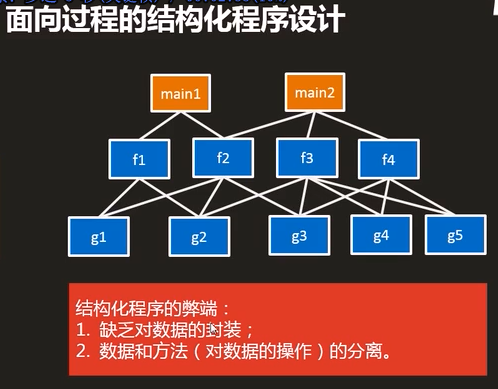 面向过程的结构化程序设计
main1 main2
f1 f2 f3 f4
g1 g2 g3 g4 g5
结构化程序的弊端：
1. 缺乏对数据的封装；
2. 数据和方法（对数据的操作）的分离。